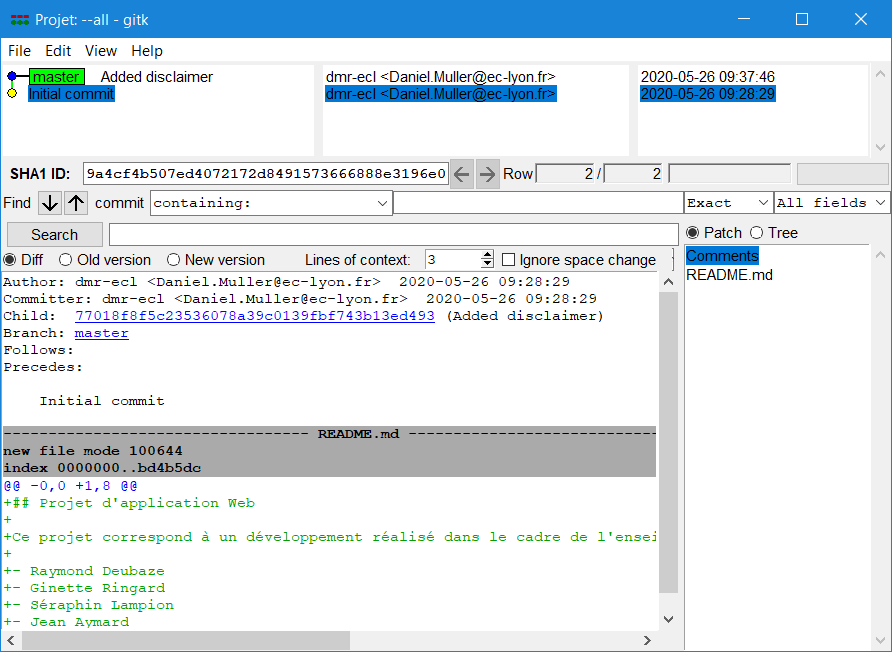 Projet: --all - gitk
File Edit View Help
master Added disclaimer dmr-ecl <Daniel.Muller@ec-lyon.fr> 2020-05-26 09:37:46
Initial commit dmr-ecl <Daniel.Muller@ec-lyon.fr> 2020-05-26 09:28:29
SHA1 ID: 9a4cf4b507ed4072172d8491573666888e3196e0 Row 2 / 2
Find commit containing: Exact All fields
Search
Patch Tree
Diff Old version New version Lines of context: 3 Ignore space change
Comments
README.md
Author: dmr-ecl <Daniel.Muller@ec-lyon.fr> 2020-05-26 09:28:29
Committer: dmr-ecl <Daniel.Muller@ec-lyon.fr> 2020-05-26 09:28:29
Child: 77018f8f5c23536078a39c0139fbf743b13ed493 (Added disclaimer)
Branch: master
Follows:
Precedes:
Initial commit
---------------------------------- README.md ----------------------------
new file mode 100644
index 0000000..bd4b5dc
@@ -0,0 +1,8 @@
+## Projet d'application Web
+
+Ce projet correspond à un développement réalisé dans le cadre de l'ensei
+
+- Raymond Deubaze
+- Ginette Ringard
+- Séraphin Lampion
+- Jean Aymard